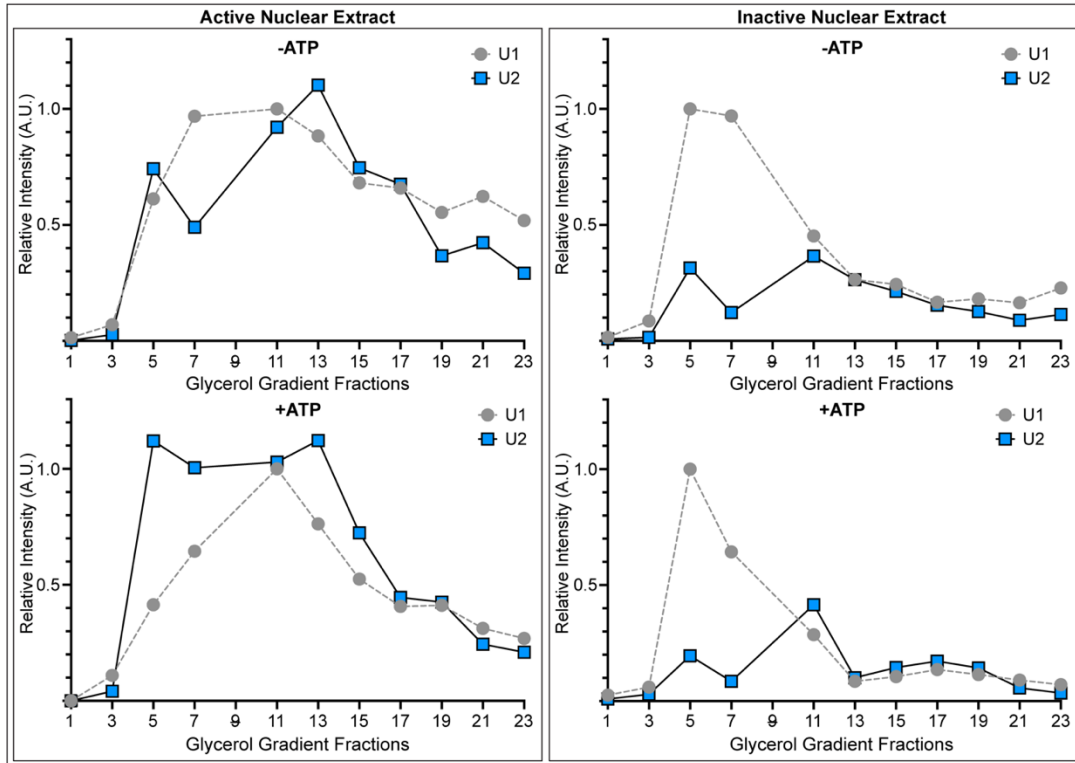 Active Nuclear Extract
-ATP
U1
U2
Relative Intensity (A.U.)
1.0
0.5
1 3 5 7 9 11 13 15 17 19 21 23
Glycerol Gradient Fractions
+ATP
U1
U2
Relative Intensity (A.U.)
1.0
0.5
1 3 5 7 9 11 13 15 17 19 21 23
Glycerol Gradient Fractions
Inactive Nuclear Extract
-ATP
U1
U2
Relative Intensity (A.U.)
1.0
0.5
1 3 5 7 9 11 13 15 17 19 21 23
Glycerol Gradient Fractions
+ATP
U1
U2
Relative Intensity (A.U.)
1.0
0.5
1 3 5 7 9 11 13 15 17 19 21 23
Glycerol Gradient Fractions